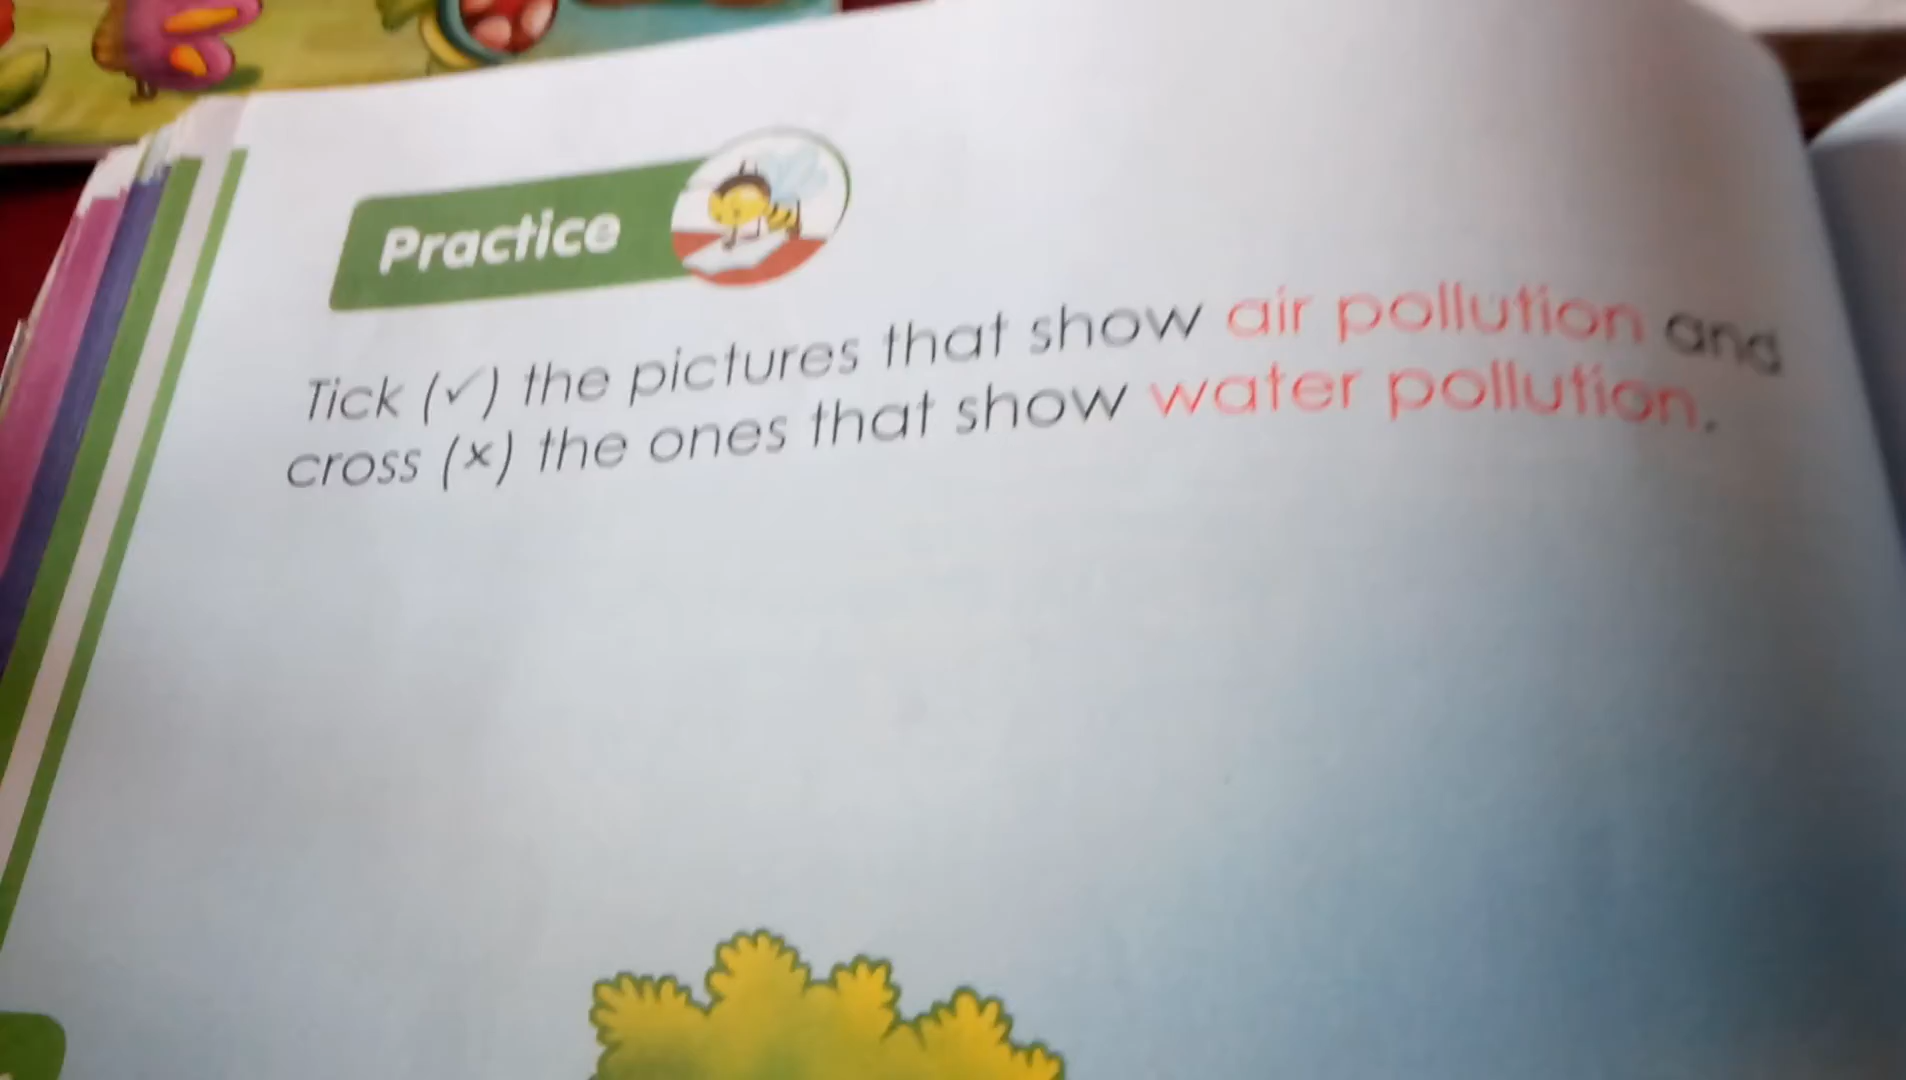 Practice
Tick (✓) the pictures that show air pollution and
cross (×) the ones that show water pollution.